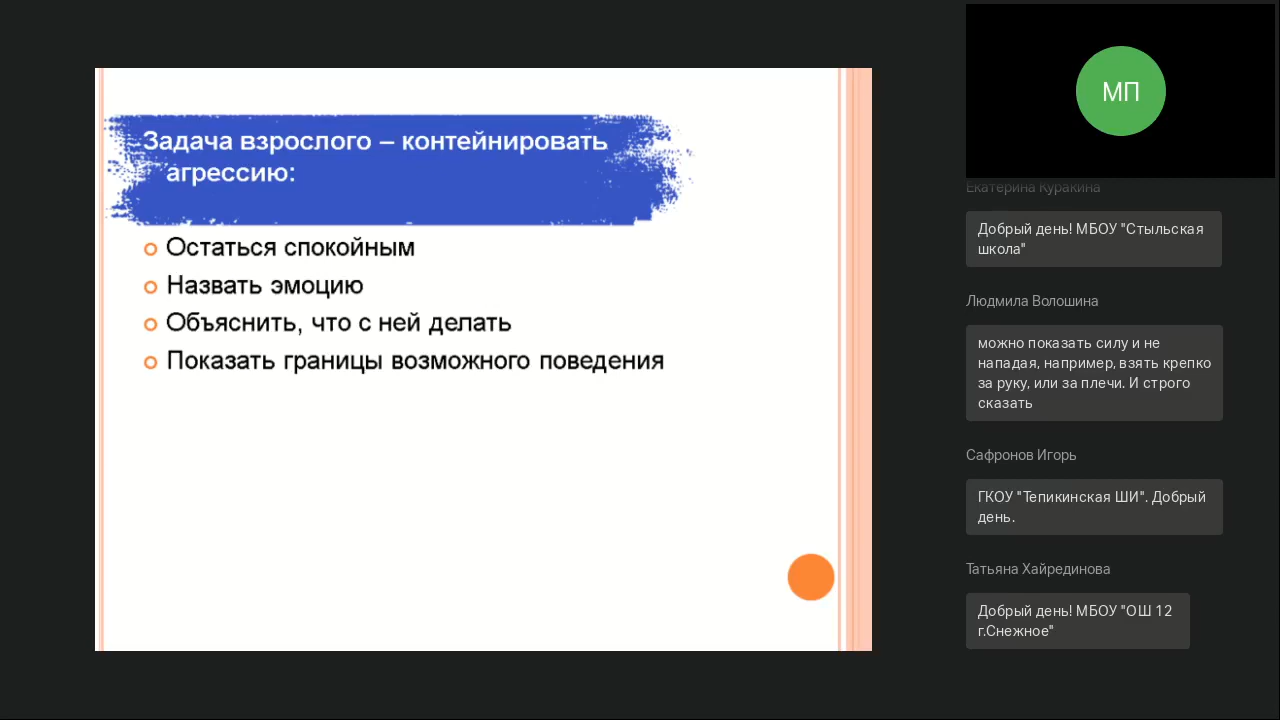 Задача взрослого – контейнировать
агрессию:
Остаться спокойным
Назвать эмоцию
Объяснить, что с ней делать
Показать границы возможного поведения
МП
Екатерина Куракина
Добрый день! МБОУ "Стыльская
школа"
Людмила Волошина
можно показать силу и не
нападая, например, взять крепко
за руку, или за плечи. И строго
сказать
Сафронов Игорь
ГКОУ "Тепикинская ШИ". Добрый
день.
Татьяна Хайрединова
Добрый день! МБОУ "ОШ 12
г.Снежное"